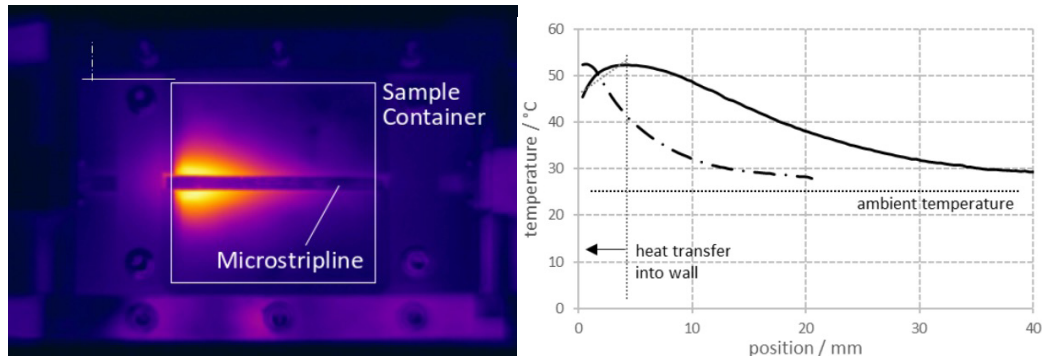 Sample
Container
Microstripline
60
50
40
30
20
10
0
temperature / °C
ambient temperature
heat transfer
into wall
0
10
20
30
40
position / mm